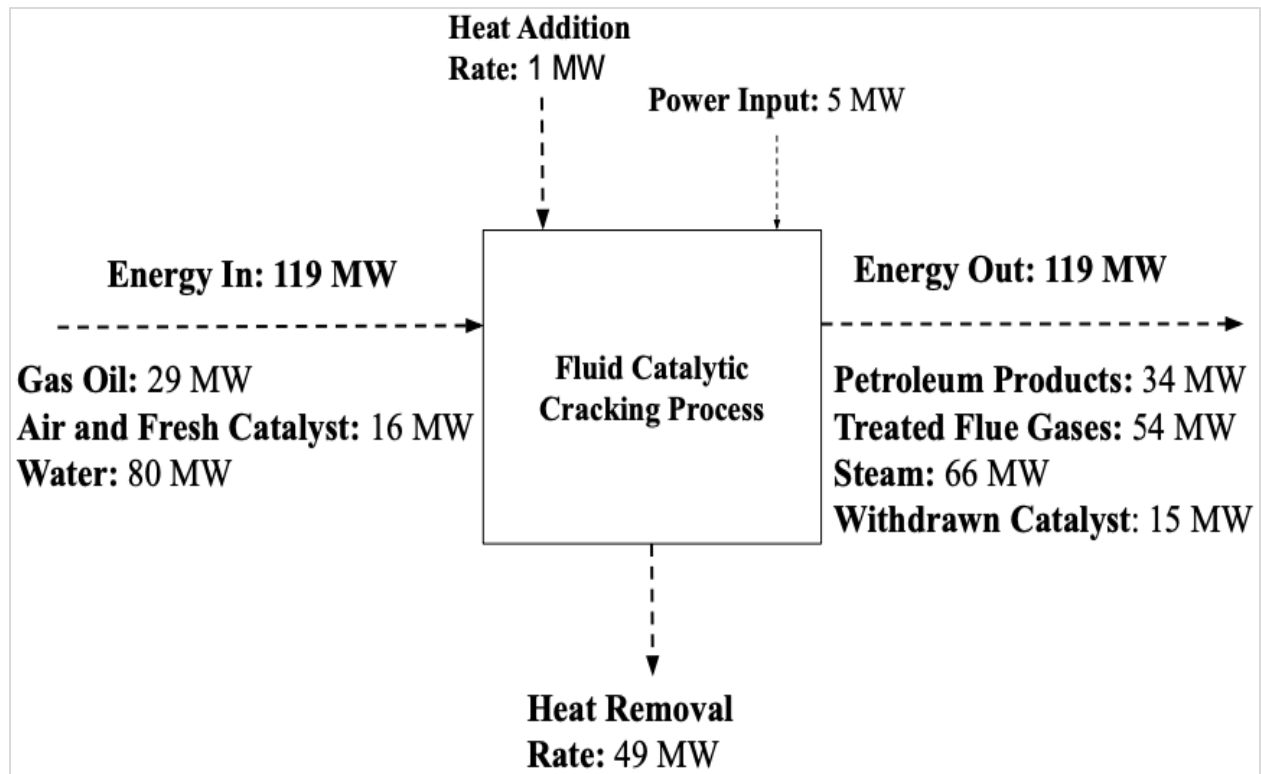 Heat Addition
Rate: 1 MW
Power Input: 5 MW
Energy In: 119 MW
Energy Out: 119 MW
Gas Oil: 29 MW
Air and Fresh Catalyst: 16 MW
Water: 80 MW
Fluid Catalytic
Cracking Process
Petroleum Products: 34 MW
Treated Flue Gases: 54 MW
Steam: 66 MW
Withdrawn Catalyst: 15 MW
Heat Removal
Rate: 49 MW